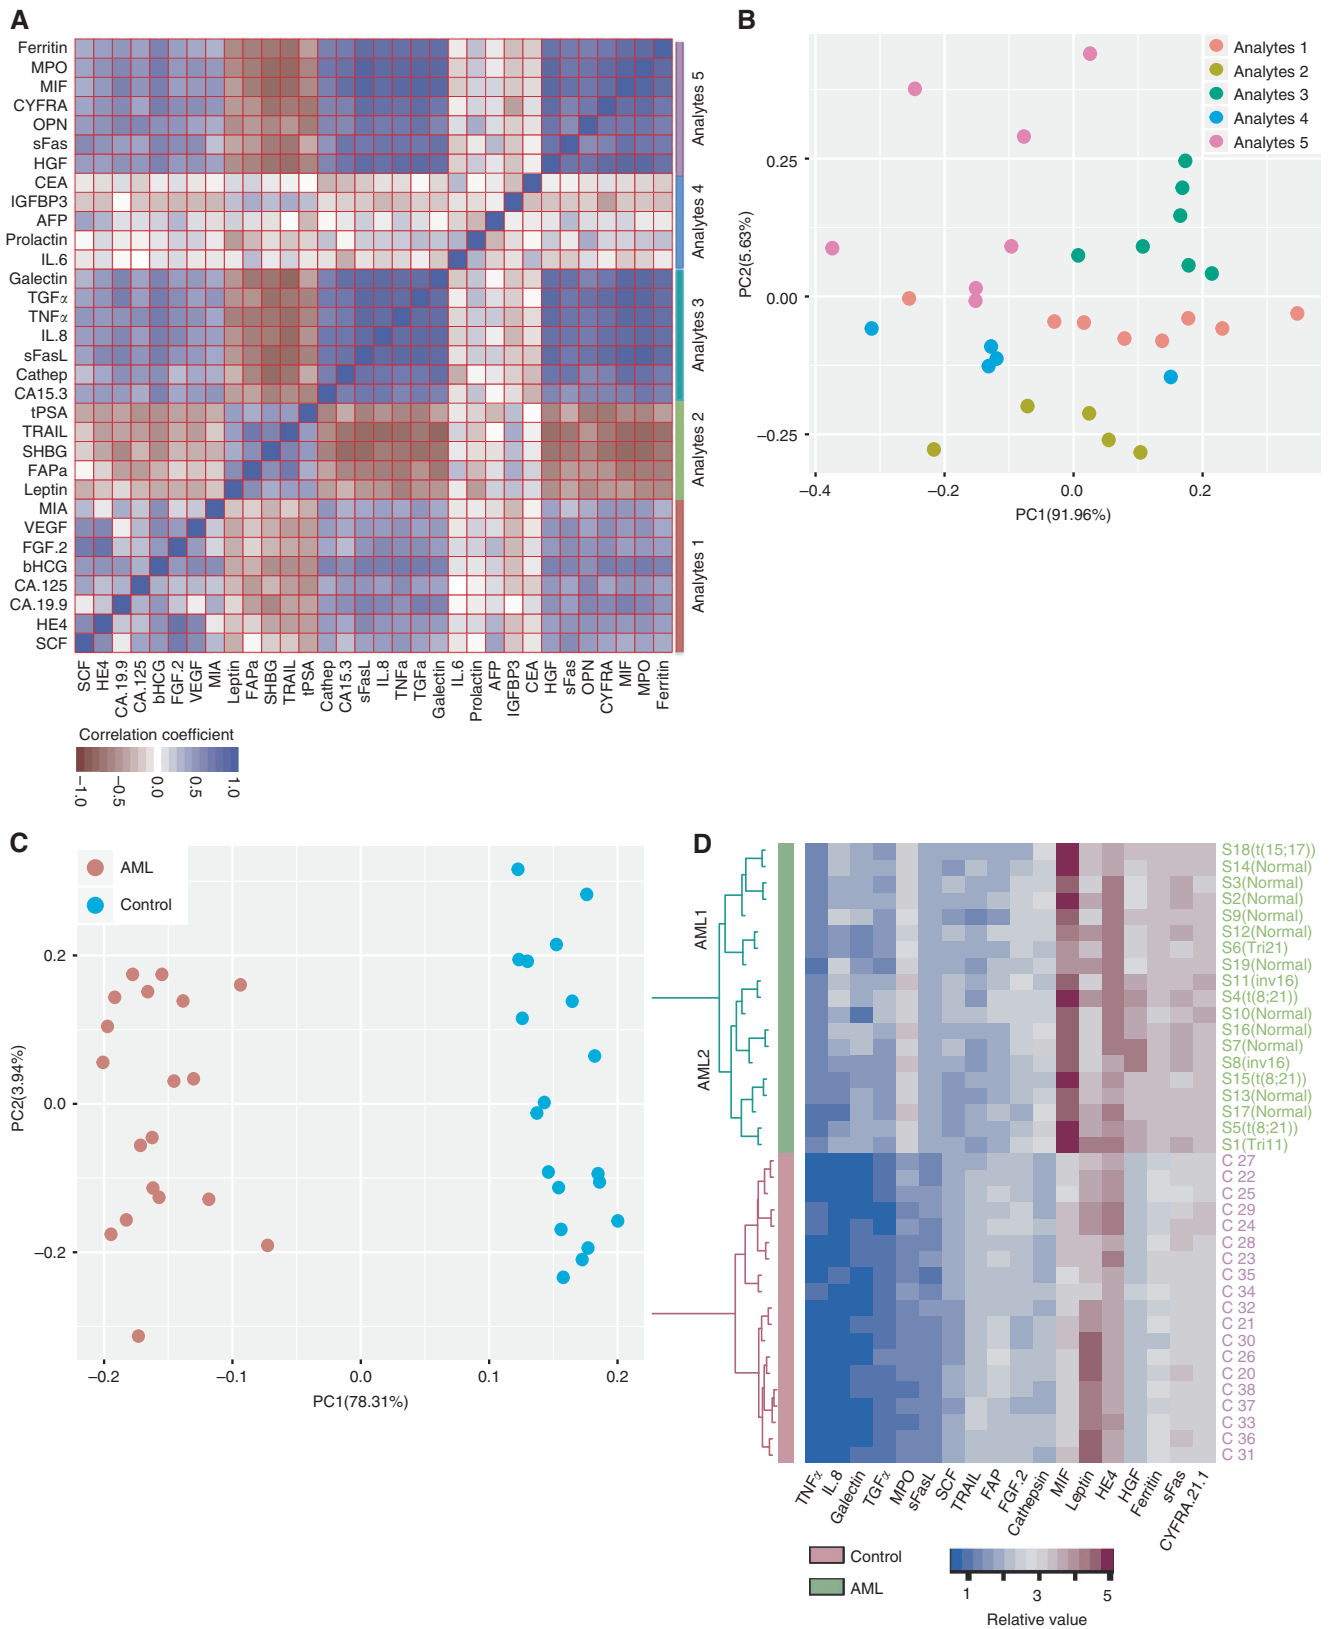 A
Ferritin
MPO
MIF
CYFRA
OPN
sFas
HGF
CEA
IGFBP3
AFP
Prolactin
IL.6
Galectin
TGFα
TNFα
IL.8
sFasL
Cathep
CA15.3
tPSA
TRAIL
SHBG
FAPa
Leptin
MIA
VEGF
FGF.2
bHCG
CA.125
CA.19.9
HE4
SCF
Analytes 5
Analytes 4
Analytes 3
Analytes 2
Analytes 1
SCF
HE4
CA.19.9
CA.125
bHCG
FGF.2
VEGF
MIA
Leptin
FAPa
SHBG
TRAIL
tPSA
Cathep
CA15.3
sFasL
IL.8
TNFa
TGFa
Galectin
IL.6
Prolactin
AFP
IGFBP3
CEA
HGF
sFas
OPN
CYFRA
MIF
MPO
Ferritin
Correlation coefficient
–1.0
–0.5
0.0
0.5
1.0
B
Analytes 1
Analytes 2
Analytes 3
Analytes 4
Analytes 5
0.25
0.00
–0.25
PC2(5.63%)
–0.4
–0.2
0.0
0.2
PC1(91.96%)
C
AML
Control
0.2
0.0
–0.2
PC2(3.94%)
–0.2
–0.1
0.0
0.1
0.2
PC1(78.31%)
D
AML1
AML2
S18(t(15;17))
S14(Normal)
S3(Normal)
S2(Normal)
S9(Normal)
S12(Normal)
S6(Tri21)
S19(Normal)
S11(inv16)
S4(t(8;21))
S10(Normal)
S16(Normal)
S7(Normal)
S8(inv16)
S15(t(8;21))
S13(Normal)
S17(Normal)
S5(t(8;21))
S1(Tri11)
C 27
C 22
C 25
C 29
C 24
C 28
C 23
C 35
C 34
C 32
C 21
C 30
C 26
C 20
C 38
C 37
C 33
C 36
C 31
TNFα
IL.8
Galectin
TGFα
MPO
sFasL
SCF
TRAIL
FAP
FGF.2
Cathepsin
MIF
Leptin
HE4
HGF
Ferritin
sFas
CYFRA.21.1
Control
AML
1
3
5
Relative value